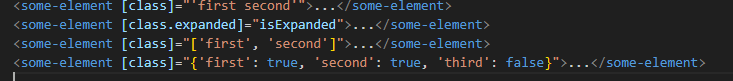 <some-element [class]="'first second'">...</some-element>
<some-element [class.expanded]="isExpanded">...</some-element>
<some-element [class]="['first', 'second']">...</some-element>
<some-element [class]="{'first': true, 'second': true, 'third': false}">...</some-element>